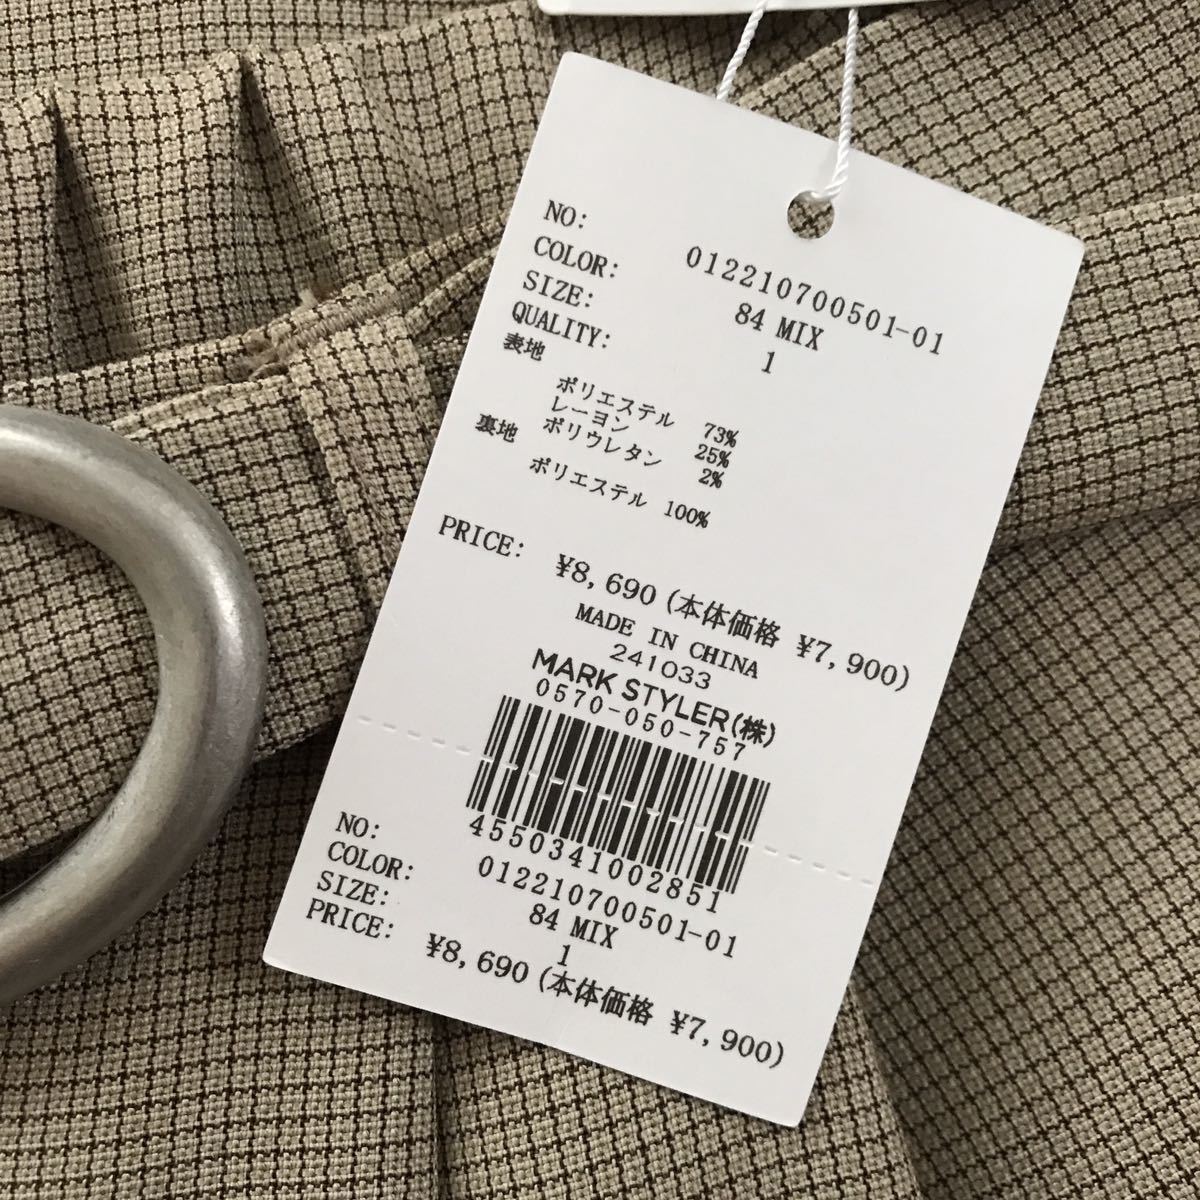 NO: 012210700501-01
COLOR: 84 MIX
SIZE: 1
QUALITY:
表地
ポリエステル 73%
レーヨン 25%
ポリウレタン 2%
裏地
ポリエステル 100%
PRICE: ¥8,690(本体価格 ¥7,900)
MADE IN CHINA
241033
MARK STYLER(株)
0570-050-757
4550341002851
NO: 012210700501-01
COLOR: 84 MIX
SIZE: 1
PRICE: ¥8,690(本体価格 ¥7,900)